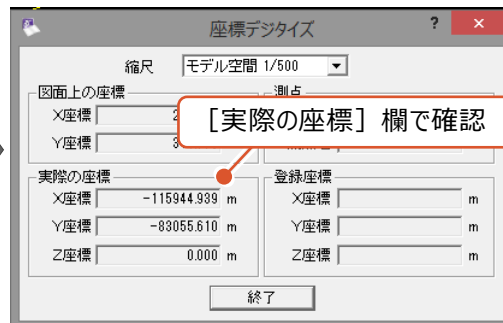 座標デジタイズ
?
×
縮尺 モデル空間 1/500
図面上の座標
X座標 2
Y座標 3
測点
[実際の座標]欄で確認
実際の座標
X座標 -115944.939 m
Y座標 -83055.610 m
Z座標 0.000 m
登録座標
X座標 m
Y座標 m
Z座標 m
終了